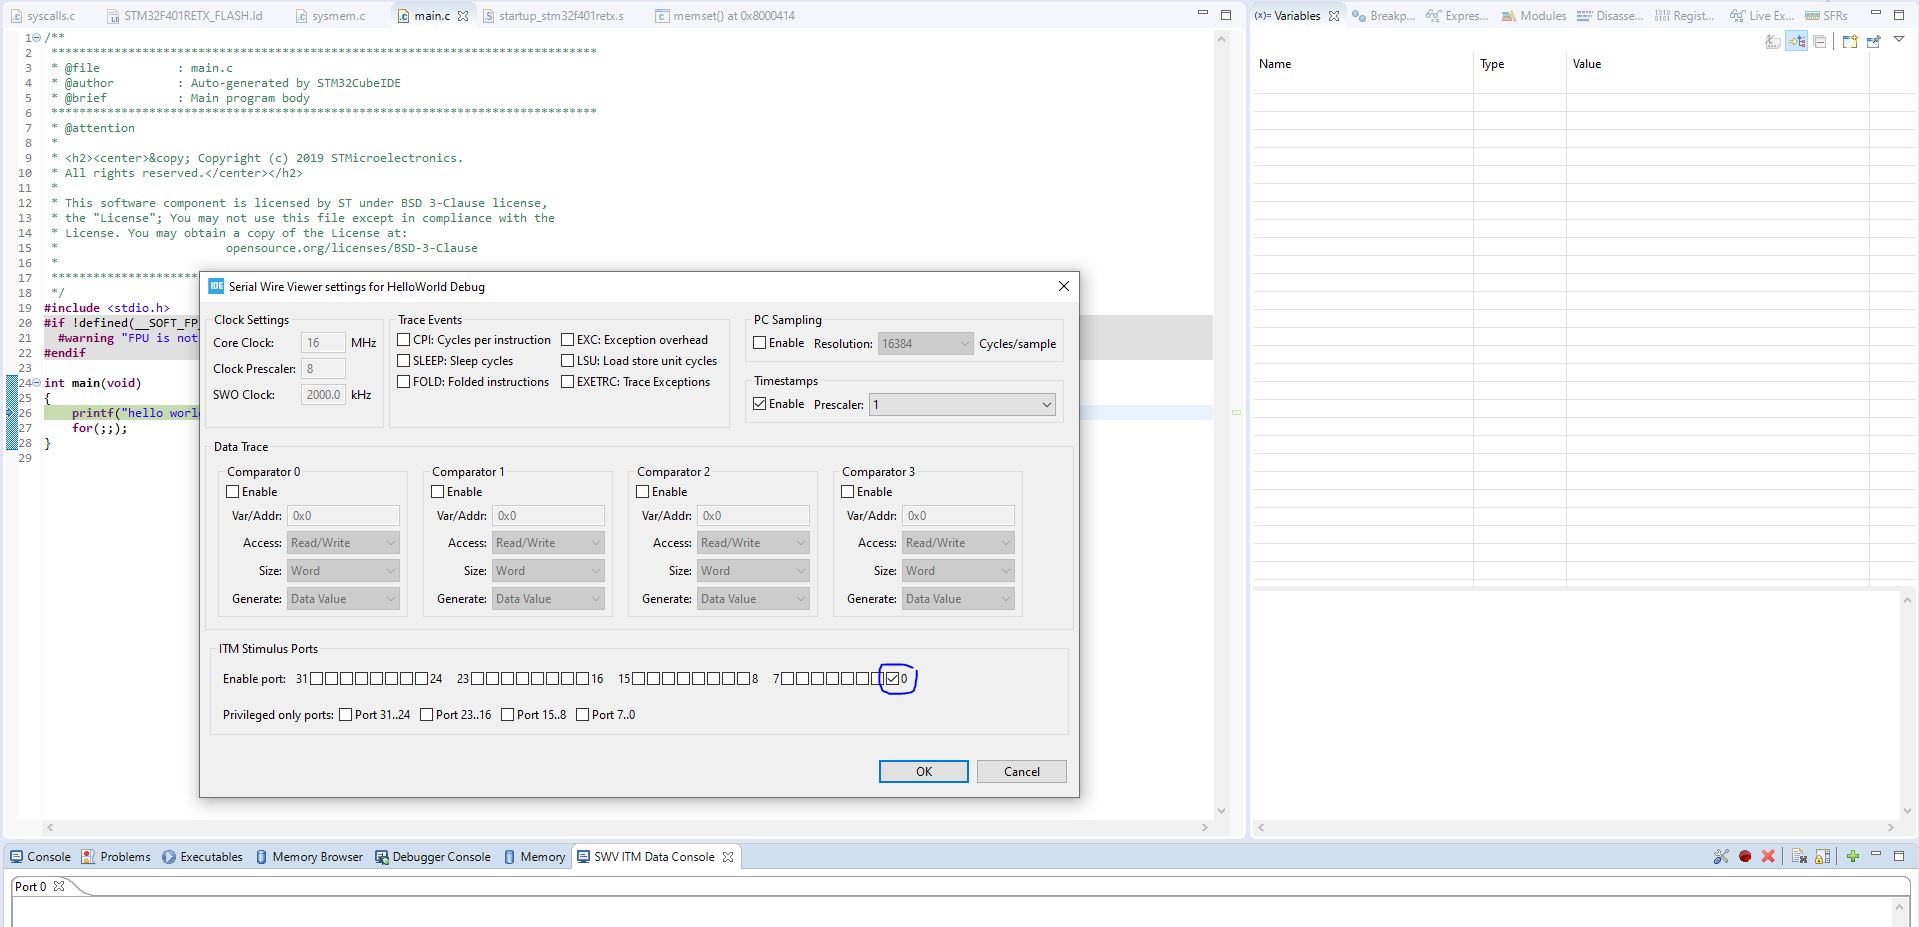 syscalls.c STM32F401RETX_FLASH.ld sysmem.c main.c startup_stm32f401retx.s memset() at 0x8000414
(x)= Variables Breakp... Expres... Modules Disasse... Regist... Live Ex... SFRs
Name Type Value
1 /**
2 ******************************************************************************
3 * @file : main.c
4 * @author : Auto-generated by STM32CubeIDE
5 * @brief : Main program body
6 ******************************************************************************
7 * @attention
8 *
9 * <h2><center>&copy; Copyright (c) 2019 STMicroelectronics.
10 * All rights reserved.</center></h2>
11 *
12 * This software component is licensed by ST under BSD 3-Clause license,
13 * the "License"; You may not use this file except in compliance with the
14 * License. You may obtain a copy of the License at:
15 * opensource.org/licenses/BSD-3-Clause
16 *
17 *********************
18 */
19 #include <stdio.h>
20 #if !defined(__SOFT_FP
21 #warning "FPU is not
22 #endif
23
24 int main(void)
25 {
26 printf("hello worl
27 for(;;);
28 }
29
IDE Serial Wire Viewer settings for HelloWorld Debug
Clock Settings
Core Clock: 16 MHz
Clock Prescaler: 8
SWO Clock: 2000.0 kHz
Trace Events
CPI: Cycles per instruction EXC: Exception overhead
SLEEP: Sleep cycles LSU: Load store unit cycles
FOLD: Folded instructions EXETRC: Trace Exceptions
PC Sampling
Enable Resolution: 16384 Cycles/sample
Timestamps
Enable Prescaler: 1
Data Trace
Comparator 0 Comparator 1 Comparator 2 Comparator 3
Enable Enable Enable Enable
Var/Addr: 0x0 Var/Addr: 0x0 Var/Addr: 0x0 Var/Addr: 0x0
Access: Read/Write Access: Read/Write Access: Read/Write Access: Read/Write
Size: Word Size: Word Size: Word Size: Word
Generate: Data Value Generate: Data Value Generate: Data Value Generate: Data Value
ITM Stimulus Ports
Enable port: 31 24 23 16 15 8 7 0
Privileged only ports: Port 31..24 Port 23..16 Port 15..8 Port 7..0
OK Cancel
Console Problems Executables Memory Browser Debugger Console Memory SWV ITM Data Console
Port 0